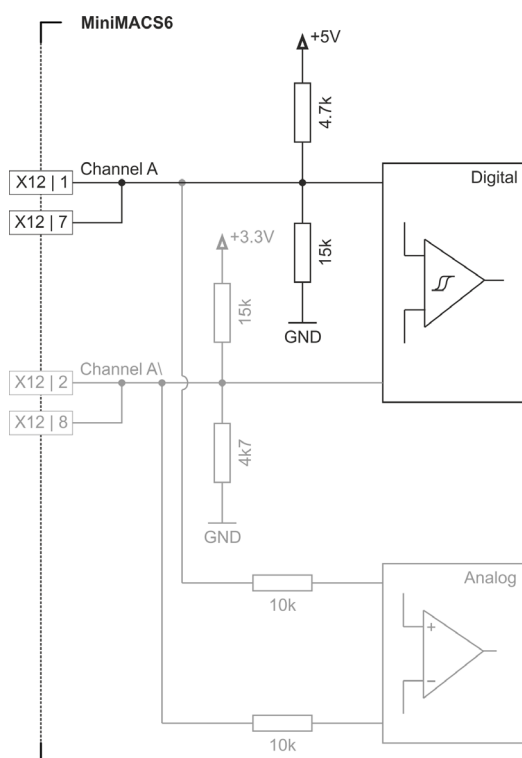 MiniMACS6
+5V
4.7k
Channel A
X12 | 1
Digital
X12 | 7
+3.3V
15k
15k
GND
Channel A\
X12 | 2
X12 | 8
4k7
GND
Analog
10k
+
−
10k